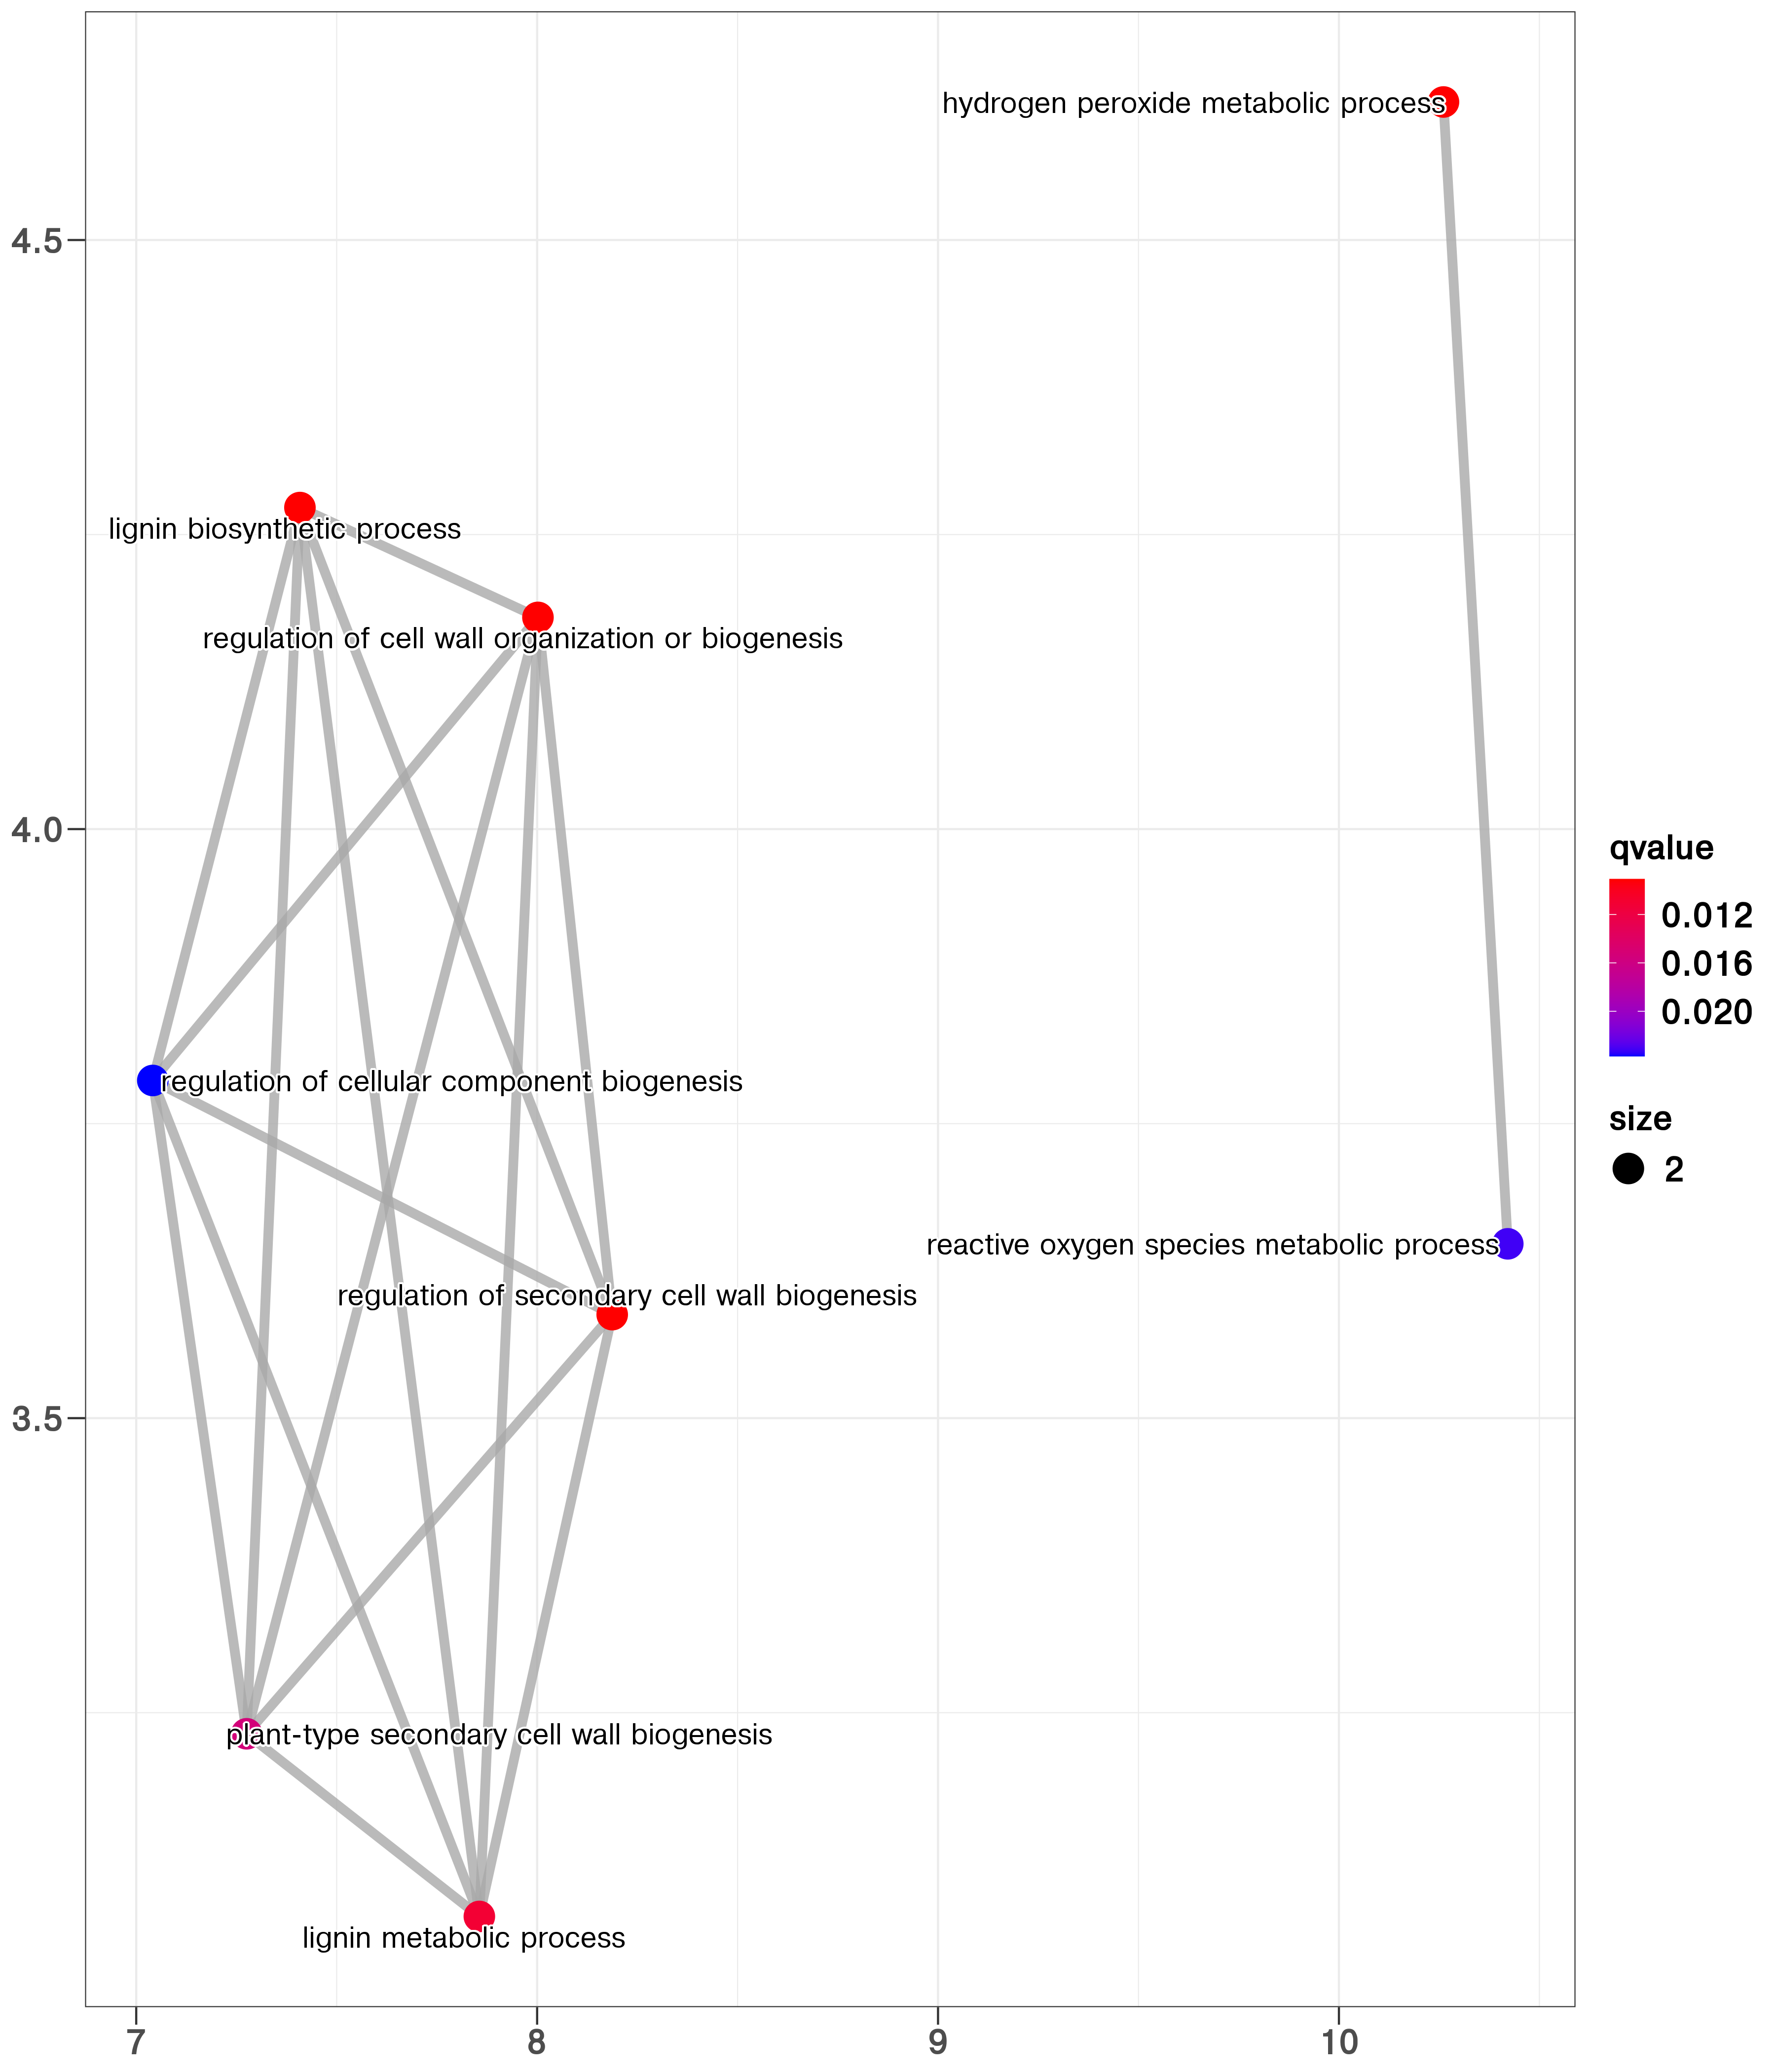 hydrogen peroxide metabolic process
4.5
lignin biosynthetic process
regulation of cell wall organization or biogenesis
4.0
qvalue
0.012
0.016
0.020
regulation of cellular component biogenesis
size
2
reactive oxygen species metabolic process
regulation of secondary cell wall biogenesis
3.5
plant-type secondary cell wall biogenesis
lignin metabolic process
7 8 9 10